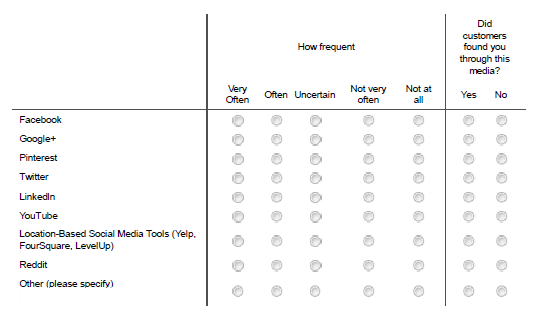 Did
customers
found you
through this
media?
How frequent
Very
Often
Often
Uncertain
Not very
often
Not at
all
Yes
No
Facebook
Google+
Pinterest
Twitter
LinkedIn
YouTube
Location-Based Social Media Tools (Yelp,
FourSquare, LevelUp)
Reddit
Other (please specify)